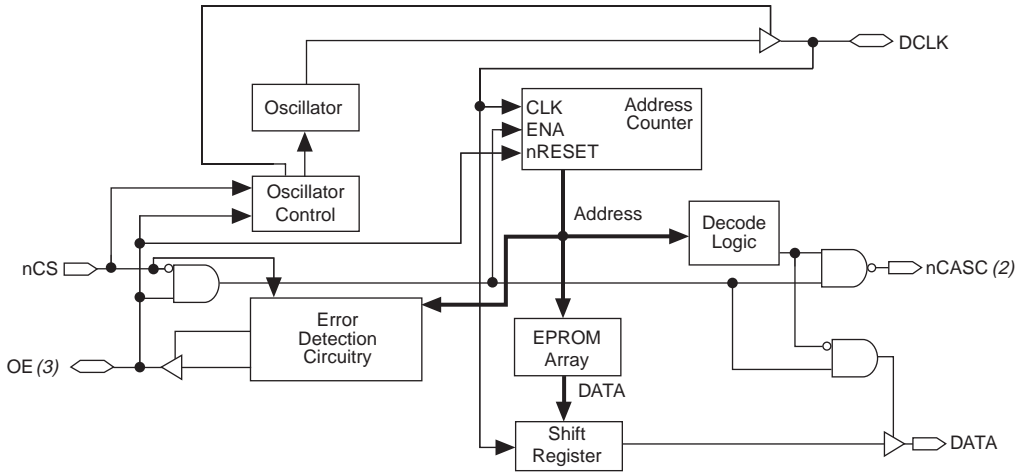 DCLK
Oscillator
CLK
Address
Counter
ENA
nRESET
Oscillator
Control
Address
Decode
Logic
nCS
nCASC (2)
Error
Detection
Circuitry
EPROM
Array
OE (3)
DATA
Shift
Register
DATA